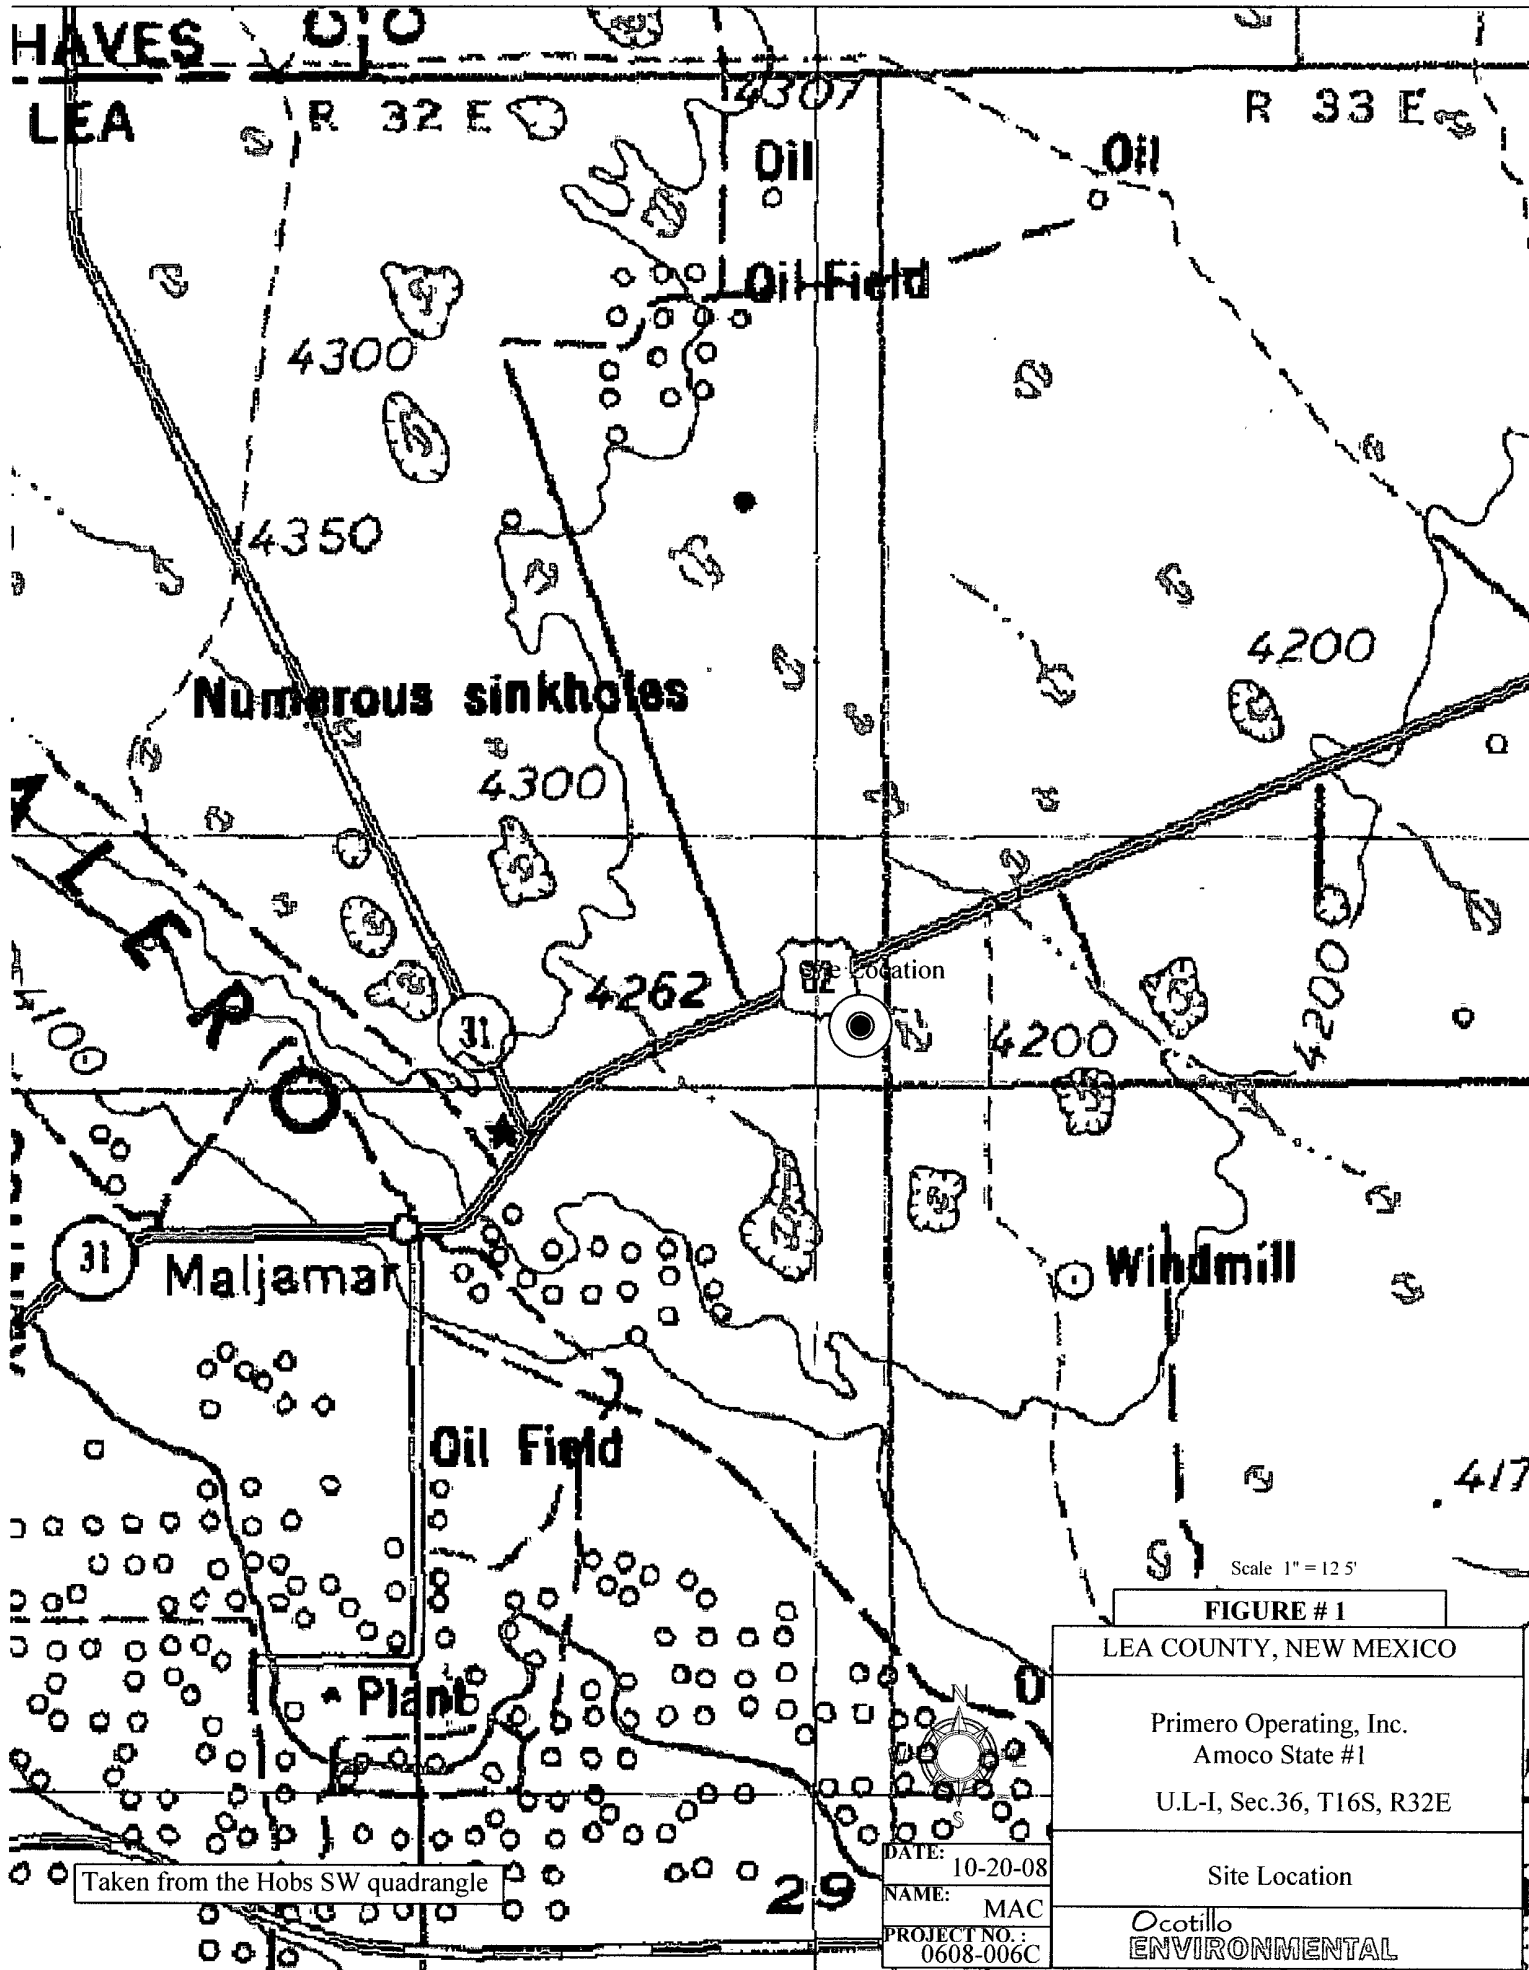 HAVES
LEA
R 32 E
4307
R 33 E
Oil
Oil
Oil Field
4300
4350
4200
Numerous sinkholes
4300
Site Location
82
4262
31
4100
4200
4200
31
Maljamar
Windmill
Oil Field
417
Scale 1" = 12 5'
FIGURE # 1
LEA COUNTY, NEW MEXICO
Plant
N
Primero Operating, Inc.
Amoco State #1
U.L-I, Sec.36, T16S, R32E
S
DATE: 10-20-08
Site Location
Taken from the Hobs SW quadrangle
29
NAME: MAC
PROJECT NO. : 0608-006C
Ocotillo
ENVIRONMENTAL